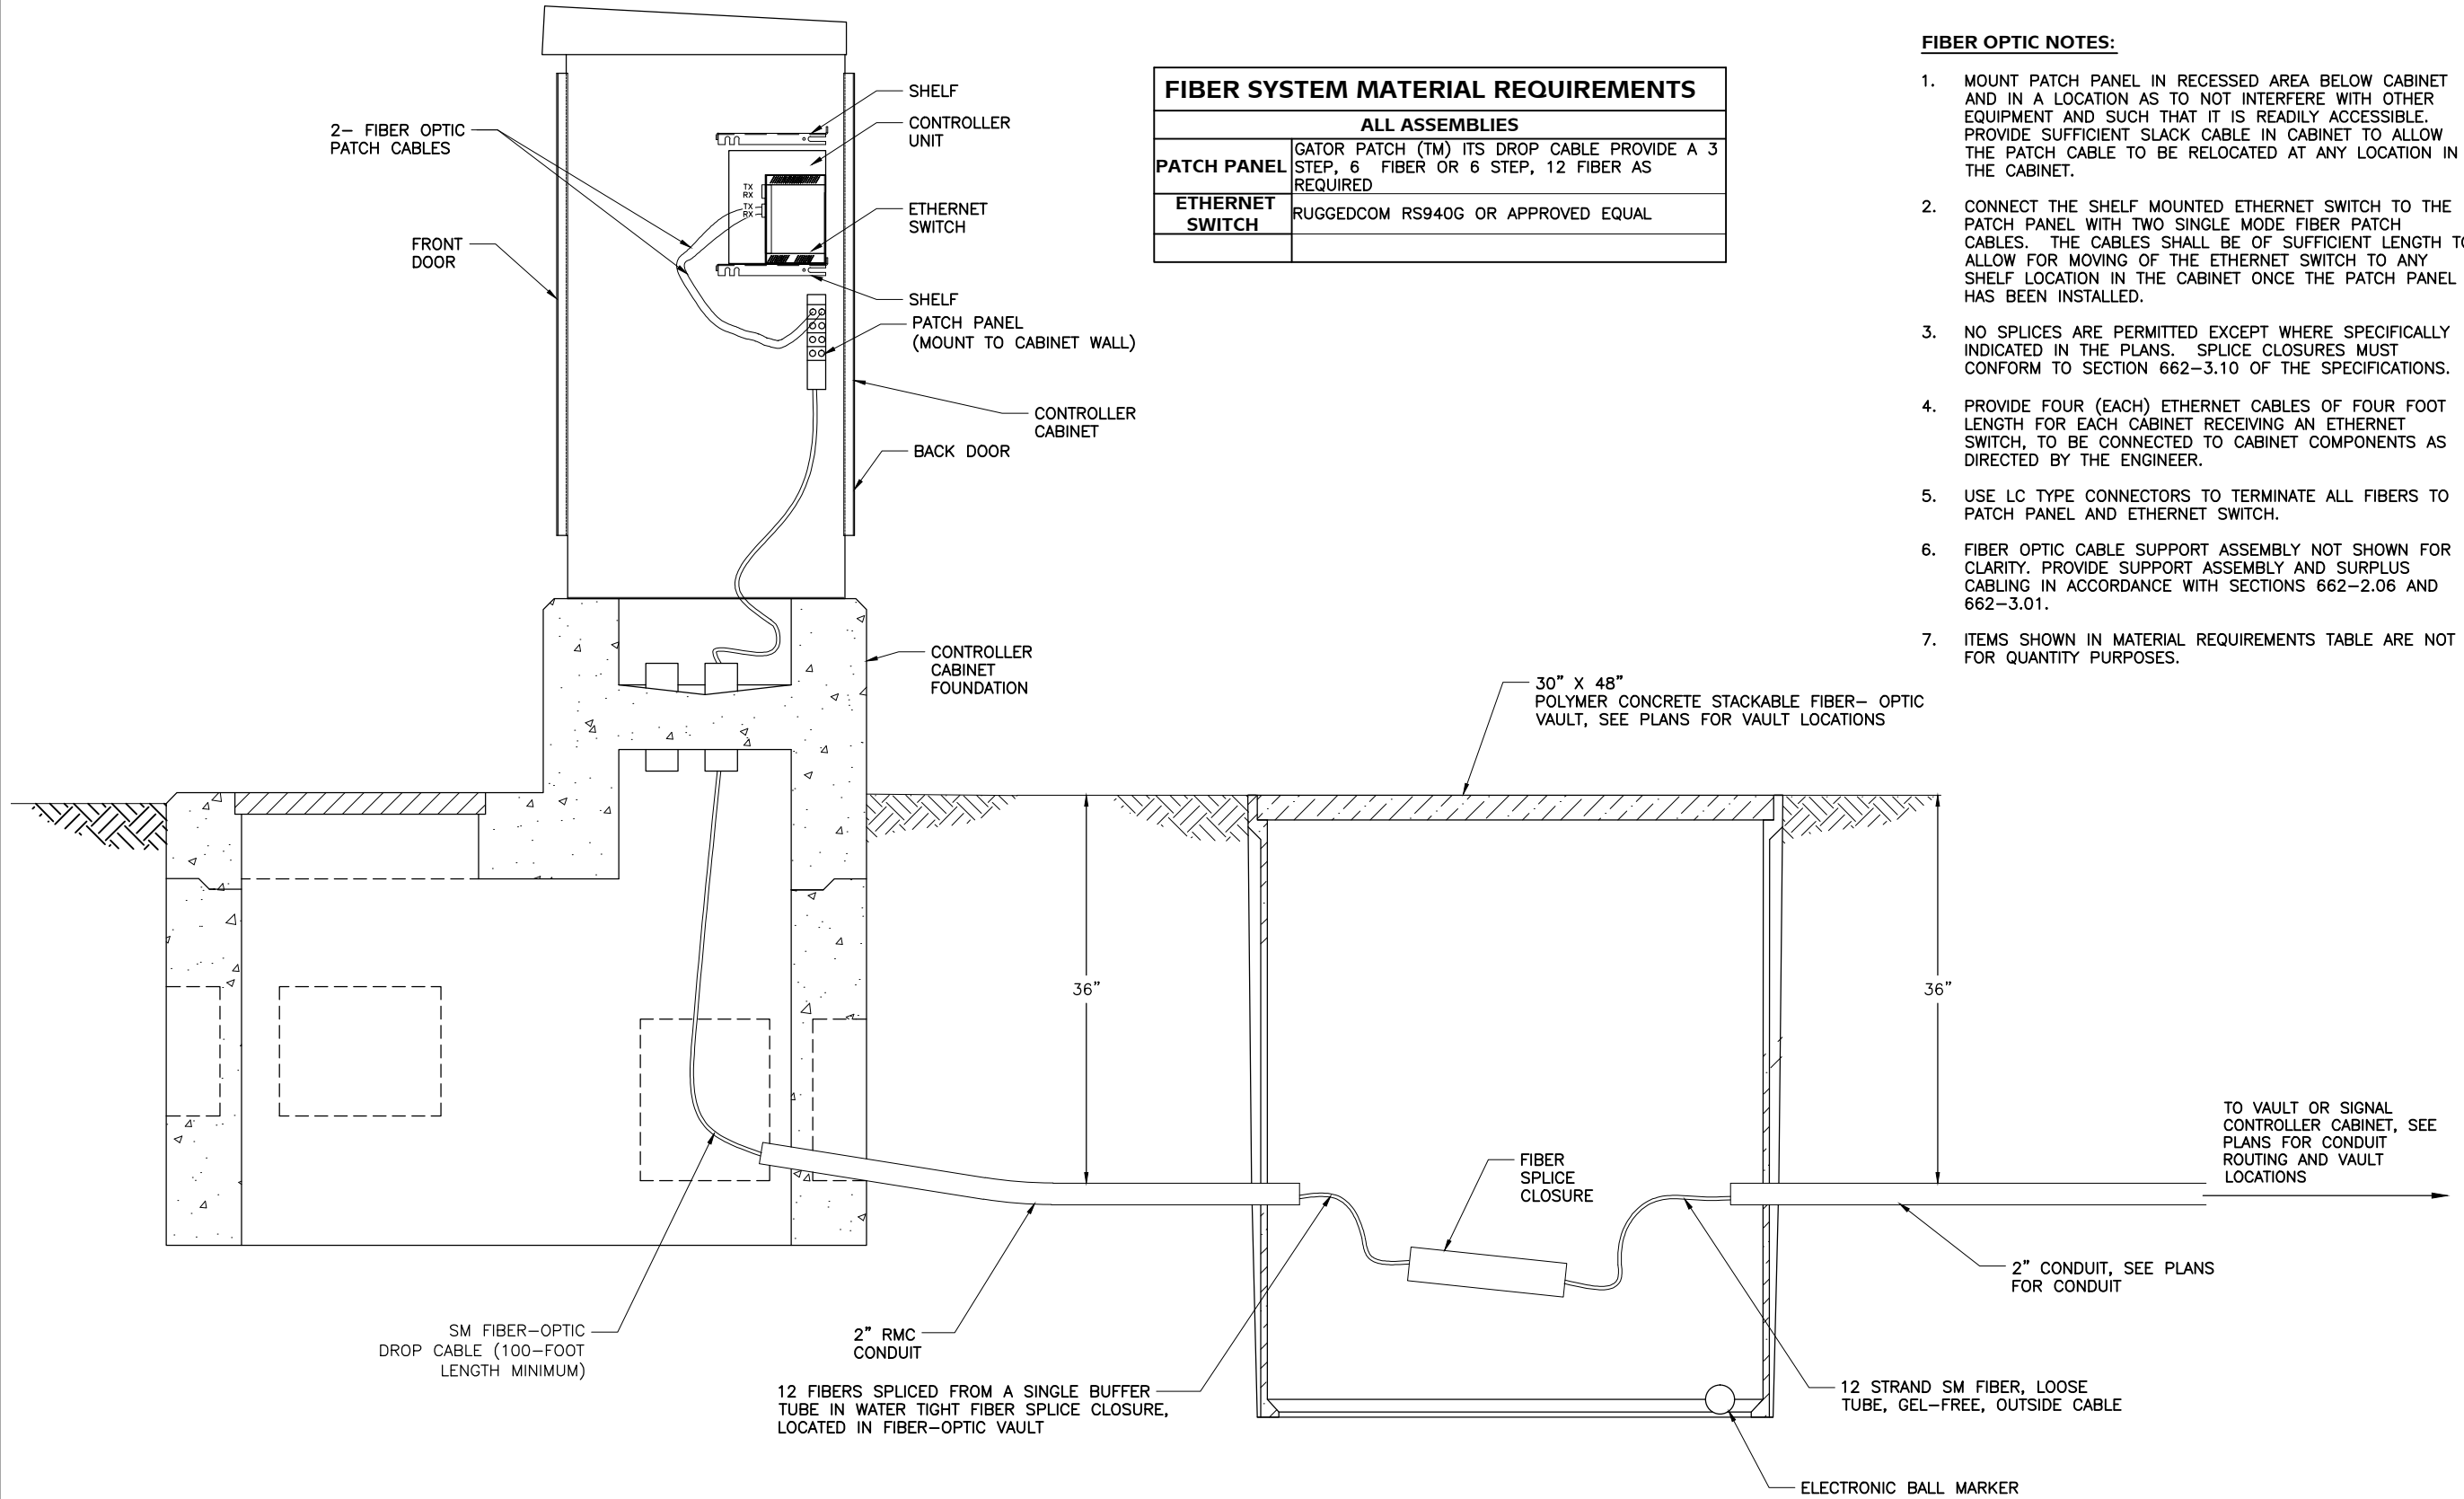 SHELF
CONTROLLER
UNIT
2- FIBER OPTIC
PATCH CABLES
TX
RX
TX
RX
ETHERNET
SWITCH
FRONT
DOOR
SHELF
PATCH PANEL
(MOUNT TO CABINET WALL)
CONTROLLER
CABINET
BACK DOOR
CONTROLLER
CABINET
FOUNDATION
FIBER SYSTEM MATERIAL REQUIREMENTS
ALL ASSEMBLIES
PATCH PANEL
GATOR PATCH (TM) ITS DROP CABLE PROVIDE A 3
STEP, 6 FIBER OR 6 STEP, 12 FIBER AS
REQUIRED
ETHERNET
SWITCH
RUGGEDCOM RS940G OR APPROVED EQUAL
FIBER OPTIC NOTES:
1. MOUNT PATCH PANEL IN RECESSED AREA BELOW CABINET
AND IN A LOCATION AS TO NOT INTERFERE WITH OTHER
EQUIPMENT AND SUCH THAT IT IS READILY ACCESSIBLE.
PROVIDE SUFFICIENT SLACK CABLE IN CABINET TO ALLOW
THE PATCH CABLE TO BE RELOCATED AT ANY LOCATION IN
THE CABINET.
2. CONNECT THE SHELF MOUNTED ETHERNET SWITCH TO THE
PATCH PANEL WITH TWO SINGLE MODE FIBER PATCH
CABLES. THE CABLES SHALL BE OF SUFFICIENT LENGTH TO
ALLOW FOR MOVING OF THE ETHERNET SWITCH TO ANY
SHELF LOCATION IN THE CABINET ONCE THE PATCH PANEL
HAS BEEN INSTALLED.
3. NO SPLICES ARE PERMITTED EXCEPT WHERE SPECIFICALLY
INDICATED IN THE PLANS. SPLICE CLOSURES MUST
CONFORM TO SECTION 662-3.10 OF THE SPECIFICATIONS.
4. PROVIDE FOUR (EACH) ETHERNET CABLES OF FOUR FOOT
LENGTH FOR EACH CABINET RECEIVING AN ETHERNET
SWITCH, TO BE CONNECTED TO CABINET COMPONENTS AS
DIRECTED BY THE ENGINEER.
5. USE LC TYPE CONNECTORS TO TERMINATE ALL FIBERS TO
PATCH PANEL AND ETHERNET SWITCH.
6. FIBER OPTIC CABLE SUPPORT ASSEMBLY NOT SHOWN FOR
CLARITY. PROVIDE SUPPORT ASSEMBLY AND SURPLUS
CABLING IN ACCORDANCE WITH SECTIONS 662-2.06 AND
662-3.01.
7. ITEMS SHOWN IN MATERIAL REQUIREMENTS TABLE ARE NOT
FOR QUANTITY PURPOSES.
30" X 48"
POLYMER CONCRETE STACKABLE FIBER- OPTIC
VAULT, SEE PLANS FOR VAULT LOCATIONS
36"
36"
TO VAULT OR SIGNAL
CONTROLLER CABINET, SEE
PLANS FOR CONDUIT
ROUTING AND VAULT
LOCATIONS
FIBER
SPLICE
CLOSURE
2" CONDUIT, SEE PLANS
FOR CONDUIT
SM FIBER-OPTIC
DROP CABLE (100-FOOT
LENGTH MINIMUM)
2" RMC
CONDUIT
12 FIBERS SPLICED FROM A SINGLE BUFFER
TUBE IN WATER TIGHT FIBER SPLICE CLOSURE,
LOCATED IN FIBER-OPTIC VAULT
12 STRAND SM FIBER, LOOSE
TUBE, GEL-FREE, OUTSIDE CABLE
ELECTRONIC BALL MARKER